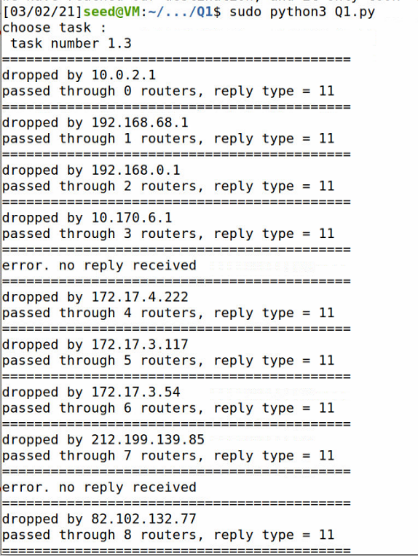 [03/02/21]seed@VM:~/.../Q1$ sudo python3 Q1.py
choose task :
 task number 1.3
===========================================
dropped by 10.0.2.1
passed through 0 routers, reply type = 11
===========================================
dropped by 192.168.68.1
passed through 1 routers, reply type = 11
===========================================
dropped by 192.168.0.1
passed through 2 routers, reply type = 11
===========================================
dropped by 10.170.6.1
passed through 3 routers, reply type = 11
===========================================
error. no reply received
===========================================
dropped by 172.17.4.222
passed through 4 routers, reply type = 11
===========================================
dropped by 172.17.3.117
passed through 5 routers, reply type = 11
===========================================
dropped by 172.17.3.54
passed through 6 routers, reply type = 11
===========================================
dropped by 212.199.139.85
passed through 7 routers, reply type = 11
===========================================
error. no reply received
===========================================
dropped by 82.102.132.77
passed through 8 routers, reply type = 11
===========================================